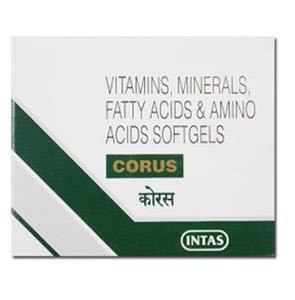 VITAMINS, MINERALS,
FATTY ACIDS & AMINO
ACIDS SOFTGELS
CORUS
कोरस
INTAS